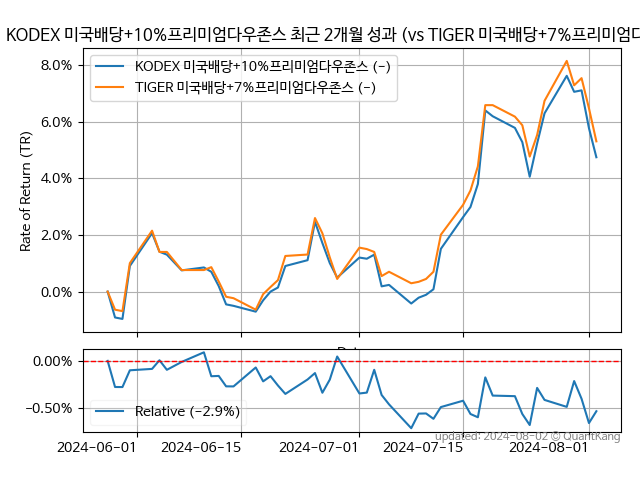 KODEX 미국배당+10%프리미엄다우존스 최근 2개월 성과 (vs TIGER 미국배당+7%프리미엄다
KODEX 미국배당+10%프리미엄다우존스 (-)
TIGER 미국배당+7%프리미엄다우존스 (-)
Rate of Return (TR)
8.0%
6.0%
4.0%
2.0%
0.0%
0.00%
−0.50%
Relative (-2.9%)
updated: 2024-08-02 © QuantKang
2024-06-01
2024-06-15
2024-07-01
2024-07-15
2024-08-01